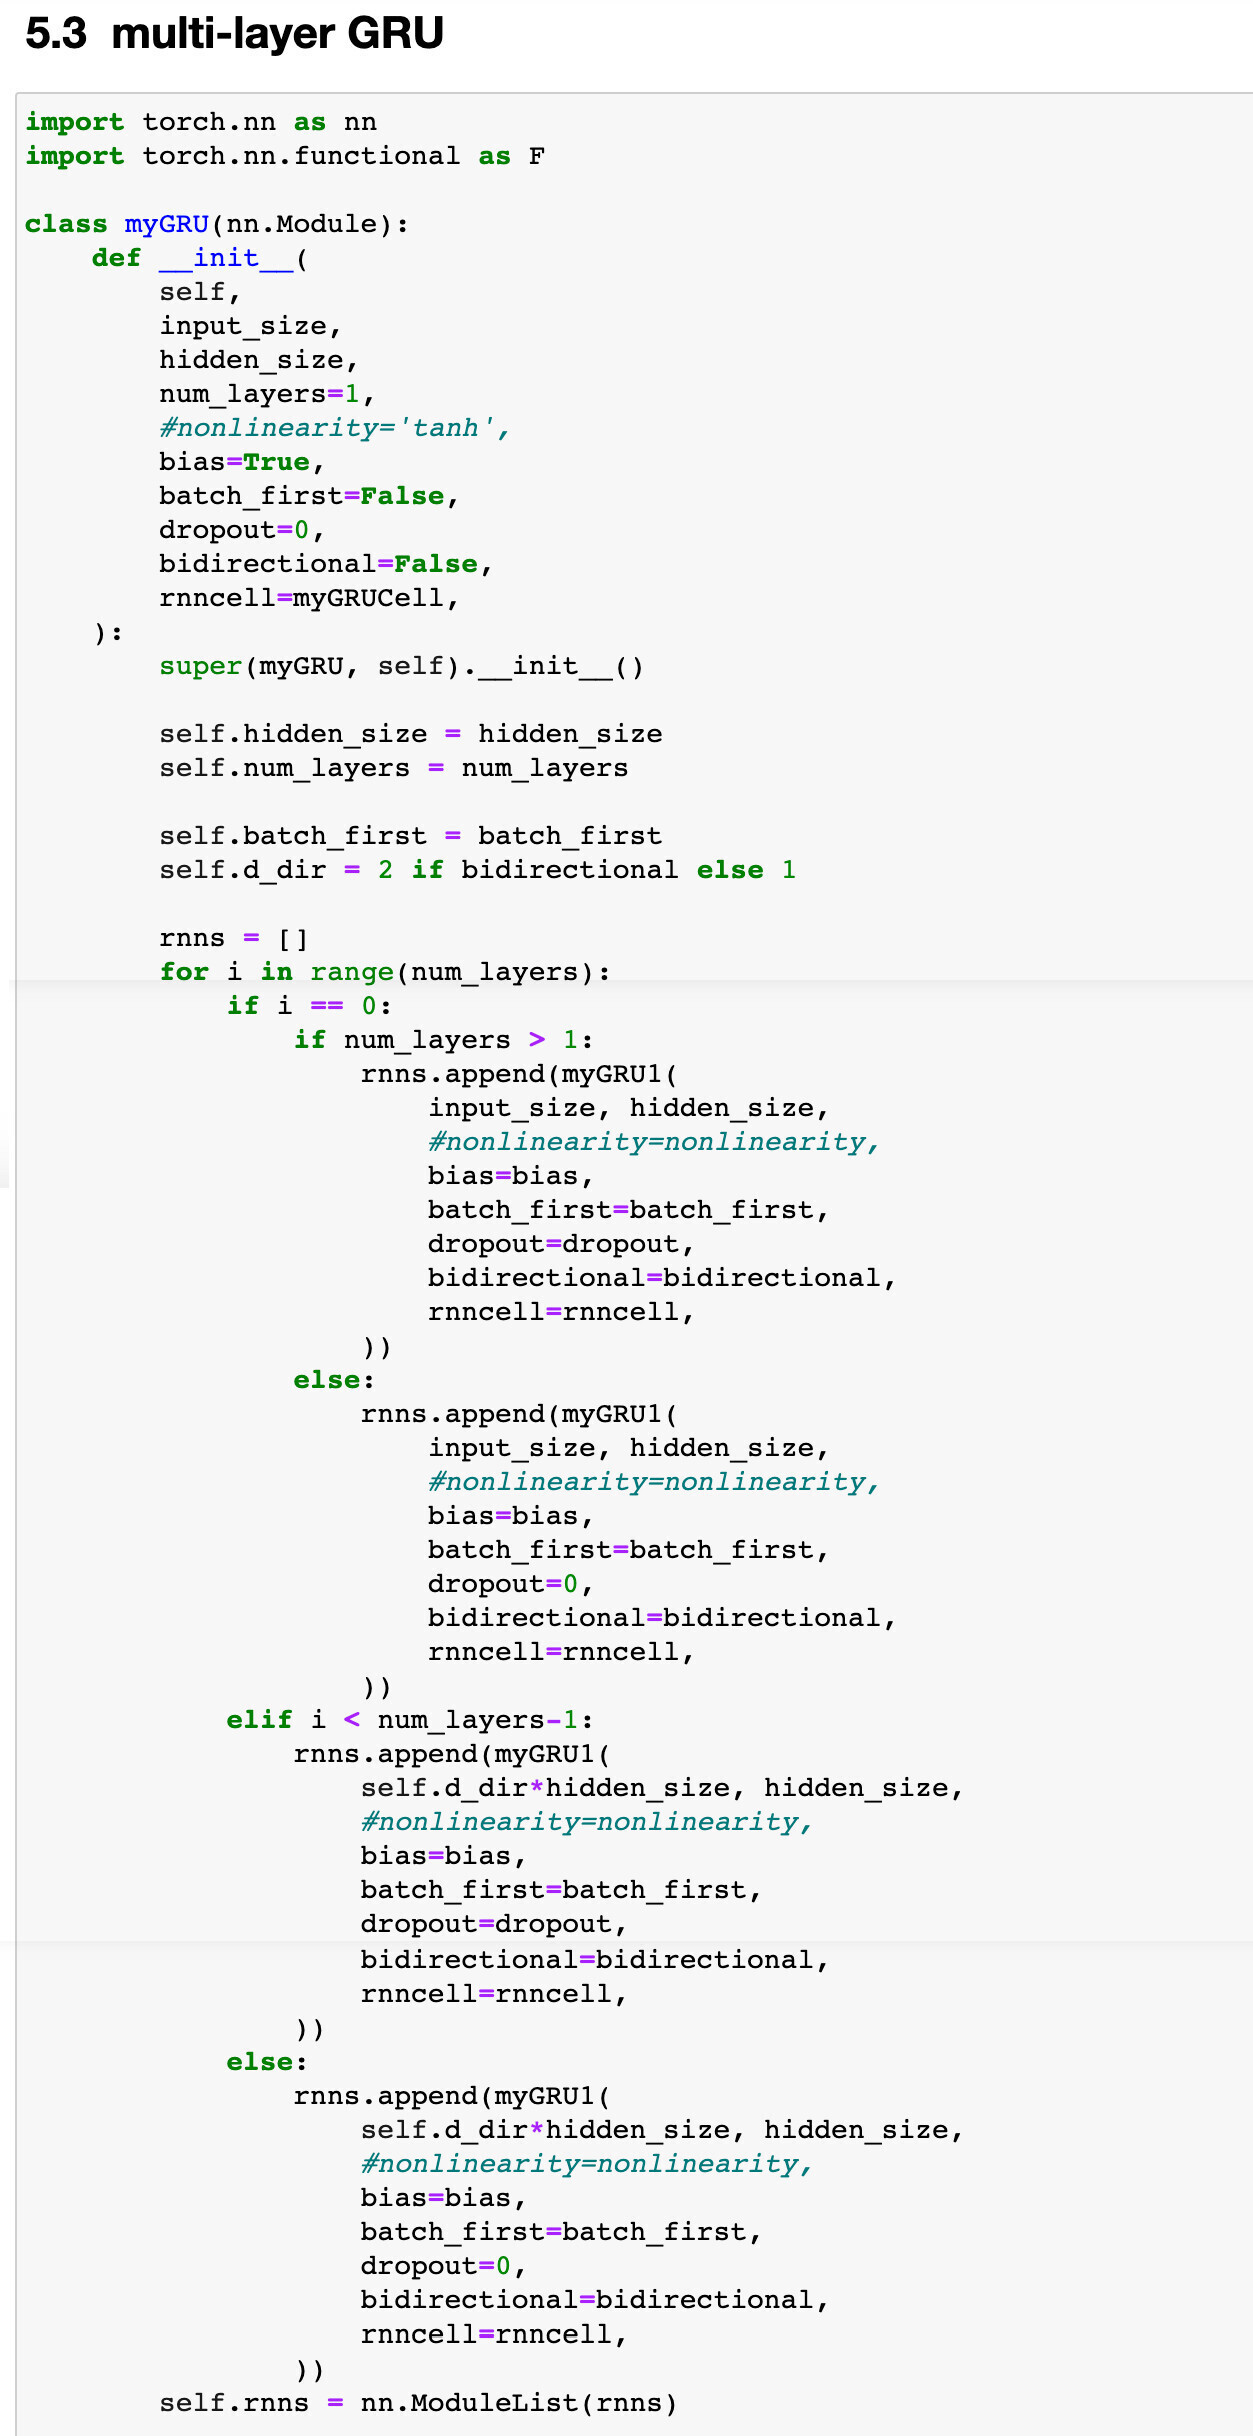 5.3 multi-layer GRU
import torch.nn as nn
import torch.nn.functional as F
class myGRU(nn.Module):
    def __init__(
        self,
        input_size,
        hidden_size,
        num_layers=1,
        #nonlinearity='tanh',
        bias=True,
        batch_first=False,
        dropout=0,
        bidirectional=False,
        rnncell=myGRUCell,
    ):
        super(myGRU, self).__init__()
        self.hidden_size = hidden_size
        self.num_layers = num_layers
        self.batch_first = batch_first
        self.d_dir = 2 if bidirectional else 1
        rnns = []
        for i in range(num_layers):
            if i == 0:
                if num_layers > 1:
                    rnns.append(myGRU1(
                        input_size, hidden_size,
                        #nonlinearity=nonlinearity,
                        bias=bias,
                        batch_first=batch_first,
                        dropout=dropout,
                        bidirectional=bidirectional,
                        rnncell=rnncell,
                    ))
                else:
                    rnns.append(myGRU1(
                        input_size, hidden_size,
                        #nonlinearity=nonlinearity,
                        bias=bias,
                        batch_first=batch_first,
                        dropout=0,
                        bidirectional=bidirectional,
                        rnncell=rnncell,
                    ))
            elif i < num_layers-1:
                rnns.append(myGRU1(
                    self.d_dir*hidden_size, hidden_size,
                    #nonlinearity=nonlinearity,
                    bias=bias,
                    batch_first=batch_first,
                    dropout=dropout,
                    bidirectional=bidirectional,
                    rnncell=rnncell,
                ))
            else:
                rnns.append(myGRU1(
                    self.d_dir*hidden_size, hidden_size,
                    #nonlinearity=nonlinearity,
                    bias=bias,
                    batch_first=batch_first,
                    dropout=0,
                    bidirectional=bidirectional,
                    rnncell=rnncell,
                ))
        self.rnns = nn.ModuleList(rnns)